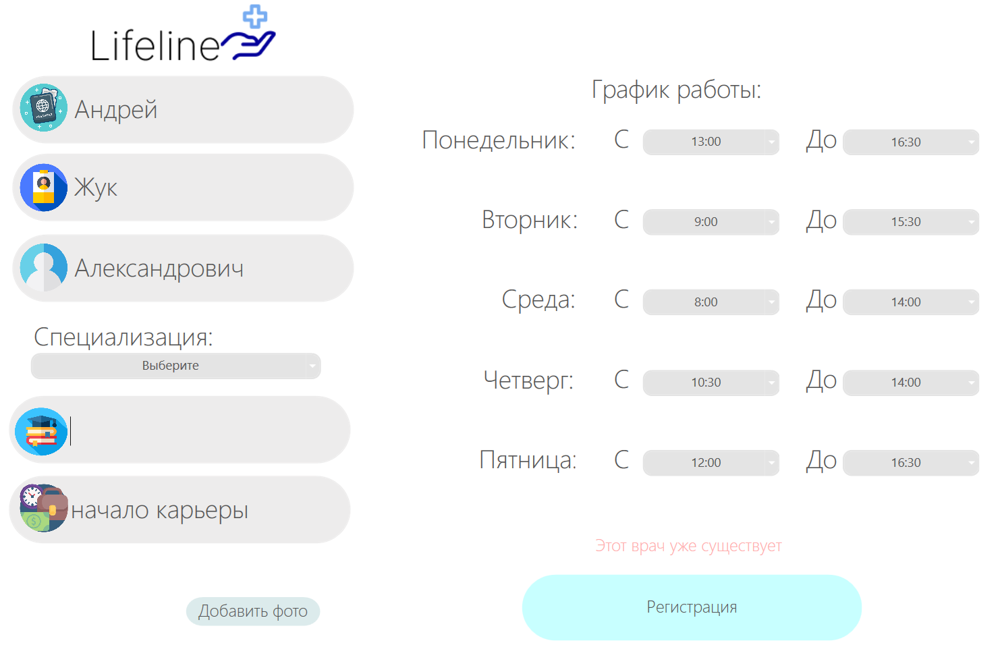 Lifeline
Андрей
Жук
Александрович
Специализация:
Выберите
начало карьеры
Добавить фото
График работы:
Понедельник: С 13:00 До 16:30
Вторник: С 9:00 До 15:30
Среда: С 8:00 До 14:00
Четверг: С 10:30 До 14:00
Пятница: С 12:00 До 16:30
Этот врач уже существует
Регистрация